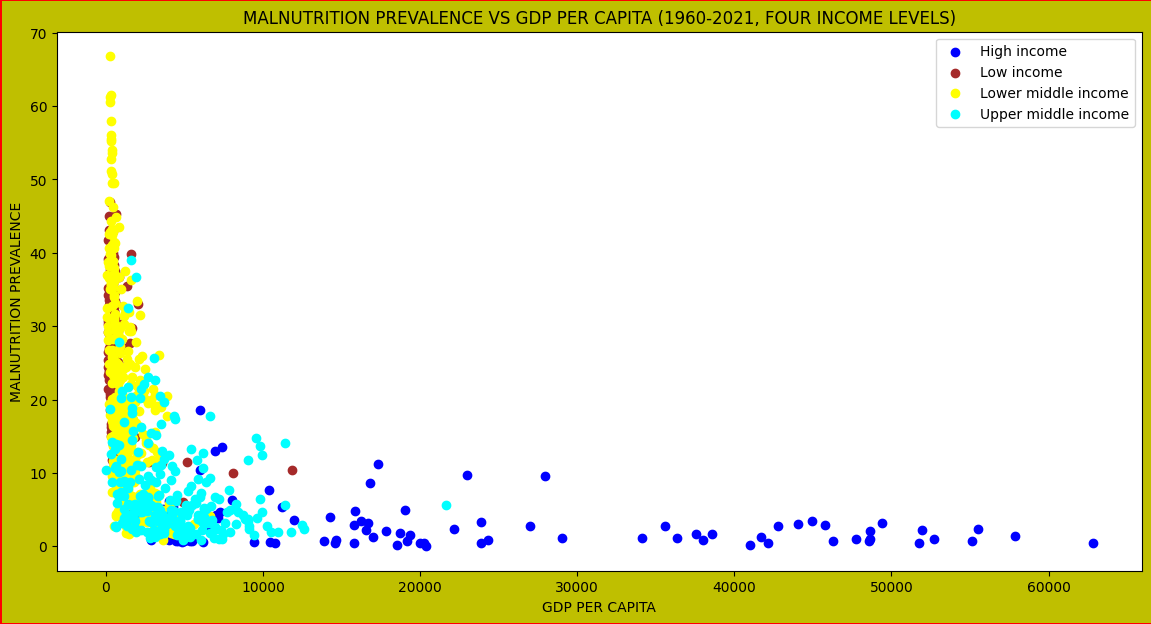 MALNUTRITION PREVALENCE VS GDP PER CAPITA (1960-2021, FOUR INCOME LEVELS)
High income
Low income
Lower middle income
Upper middle income
MALNUTRITION PREVALENCE
70
60
50
40
30
20
10
0
0 10000 20000 30000 40000 50000 60000
GDP PER CAPITA